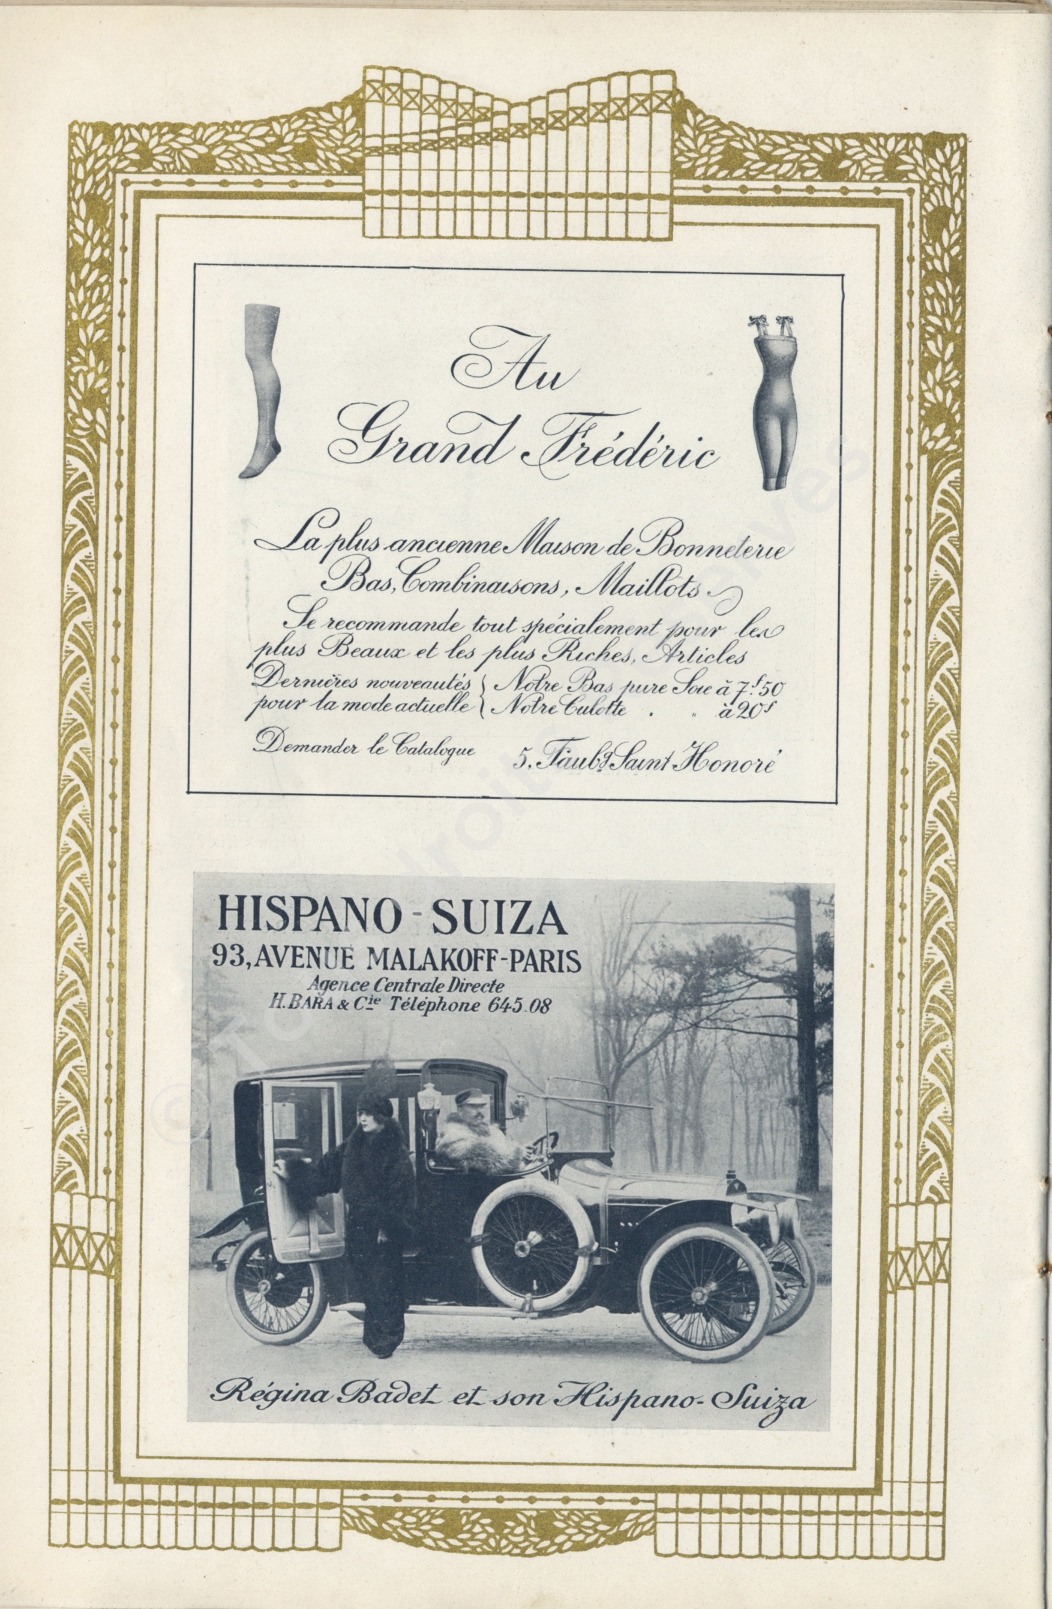 Au
Grand Frédéric
La plus ancienne Maison de Bonneterie
Bas, Combinaisons, Maillots
Se recommande tout spécialement pour les
plus Beaux et les plus Riches, Articles
Dernières nouveautés { Notre Bas pure Soie à 7f.50
pour la mode actuelle { Notre Culotte . " à 20f
Demander le Catalogue 5, Faubg Saint Honoré
HISPANO-SUIZA
93, AVENUE MALAKOFF-PARIS
Agence Centrale Directe
H. BARA & Cie Téléphone 645.08
Régina Badet et son Hispano-Suiza